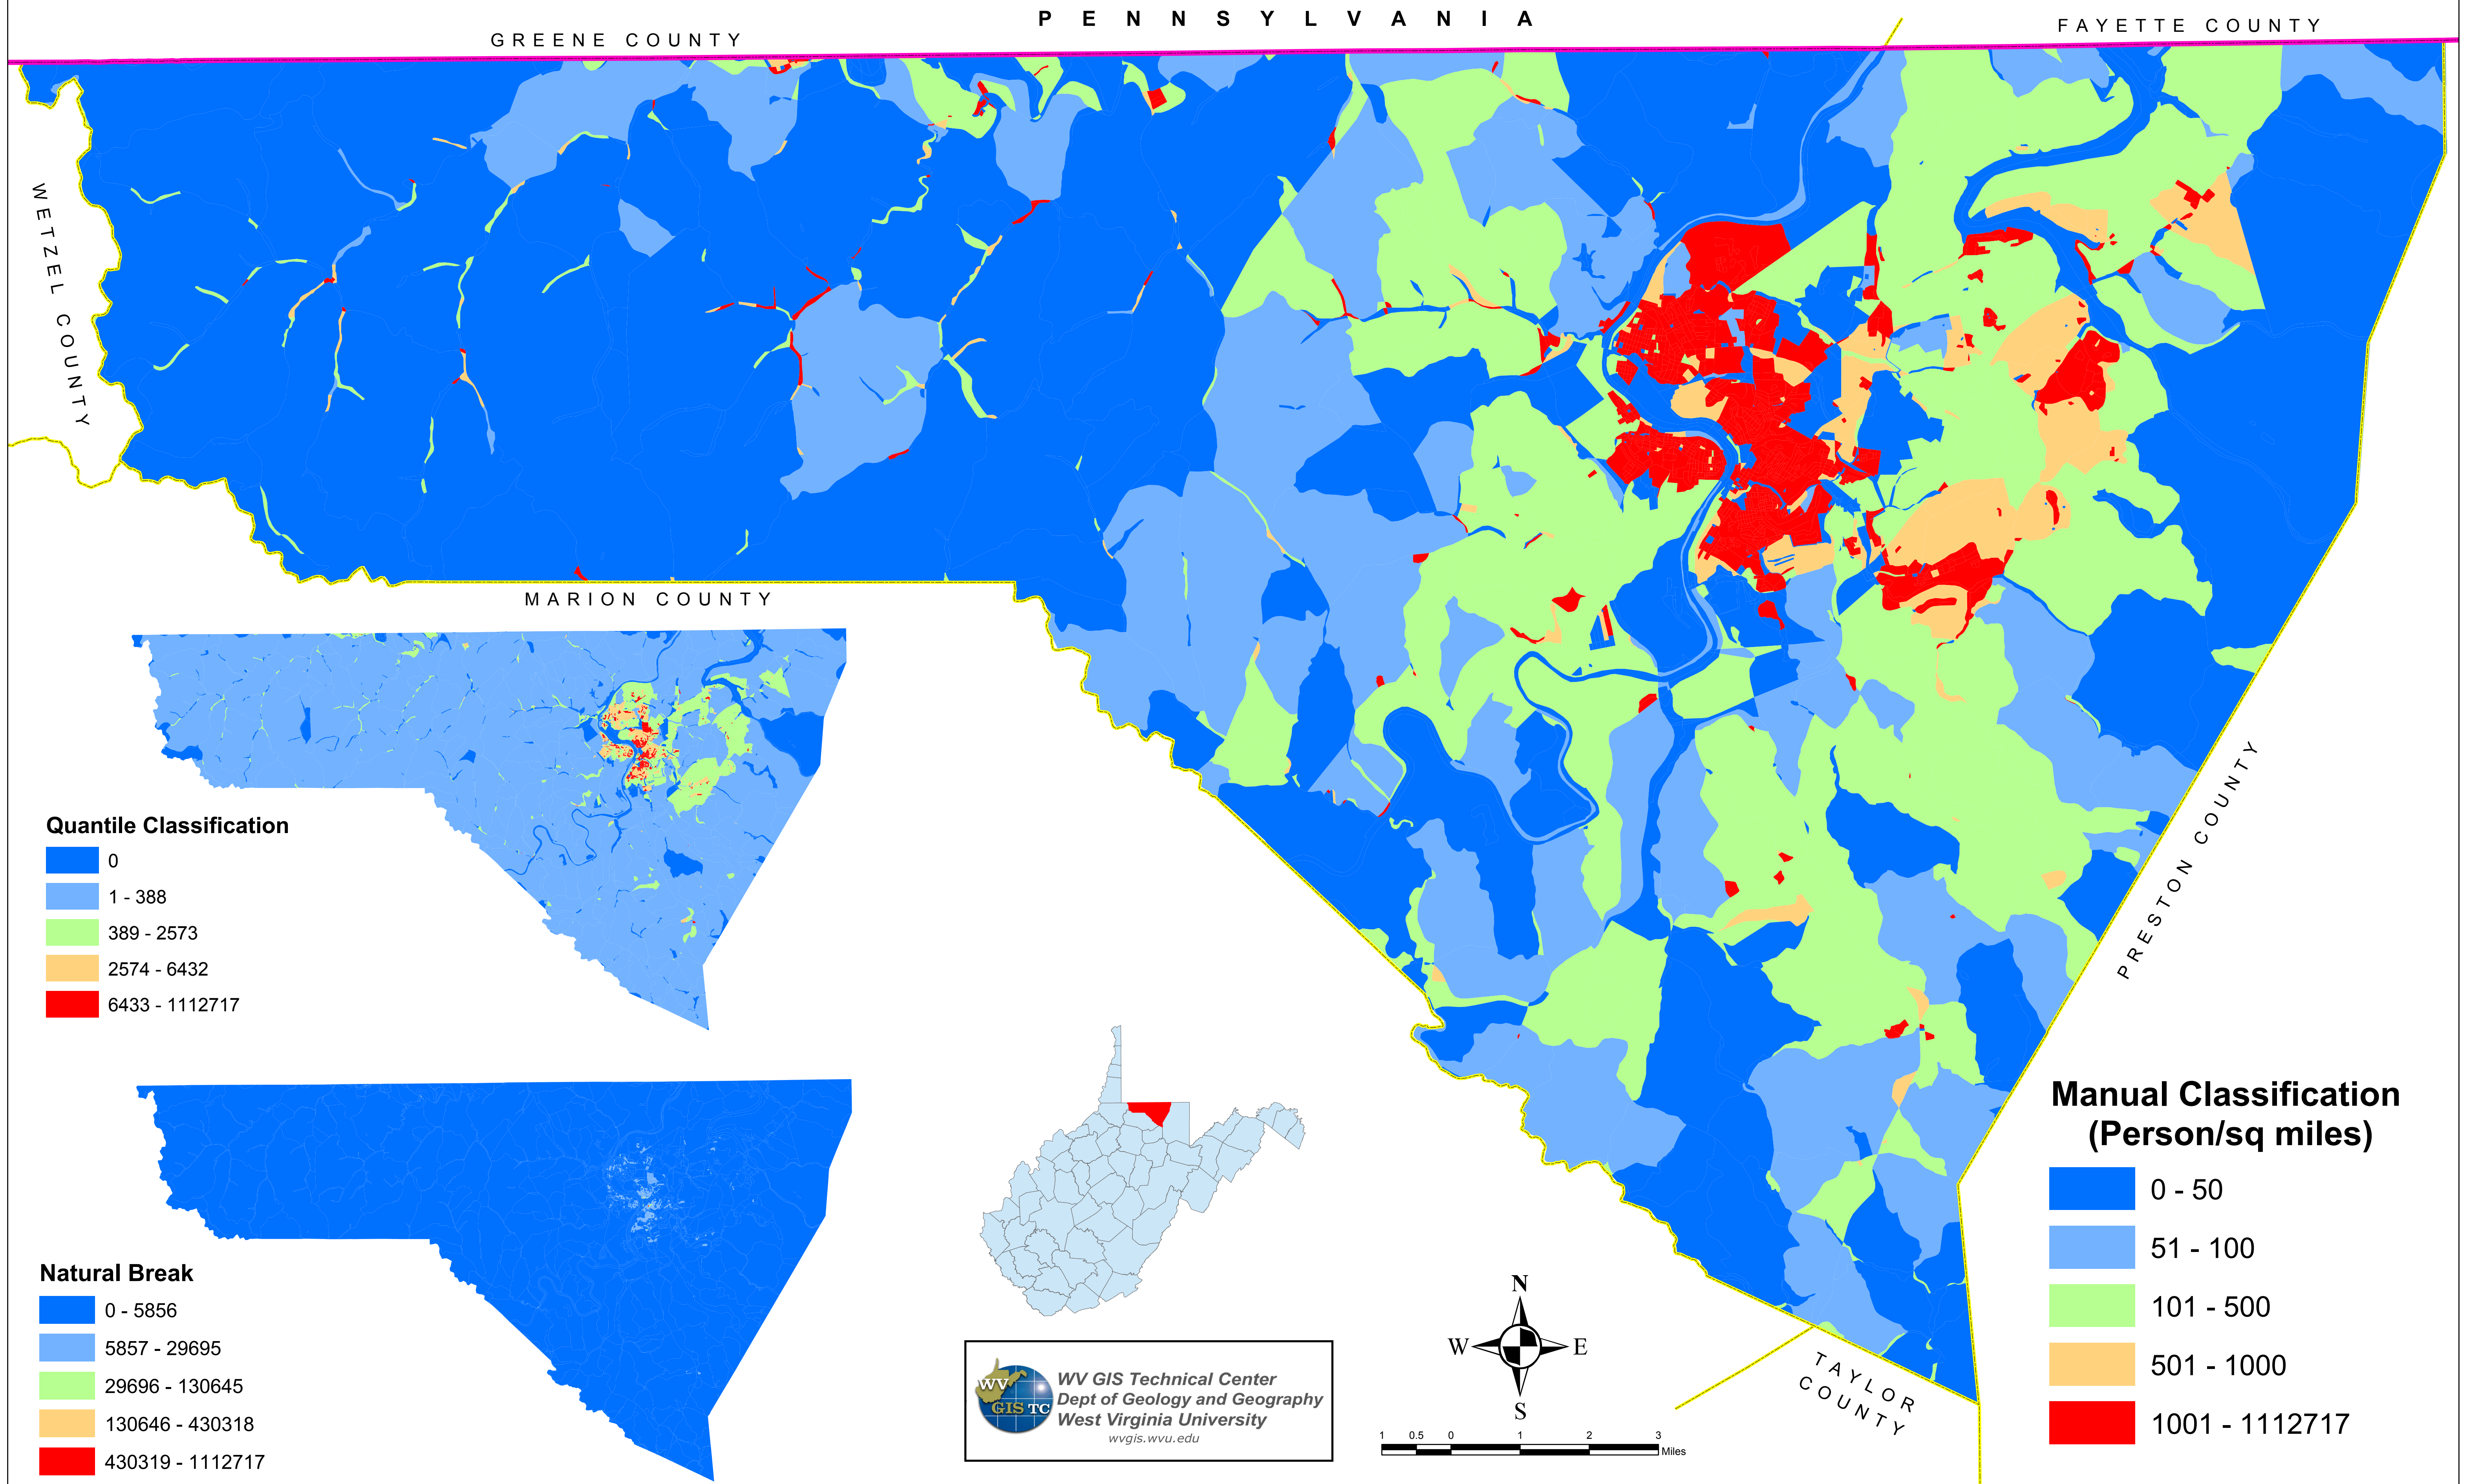 PENNSYLVANIA
GREENE COUNTY
FAYETTE COUNTY
WETZEL COUNTY
MARION COUNTY
Quantile Classification
0
1 - 388
389 - 2573
2574 - 6432
6433 - 1112717
PRESTON COUNTY
Natural Break
0 - 5856
5857 - 29695
29696 - 130645
130646 - 430318
430319 - 1112717
WV
GIS TC
WV GIS Technical Center
Dept of Geology and Geography
West Virginia University
wvgis.wvu.edu
N
W E
S
1 0.5 0 1 2 3
Miles
TAYLOR
COUNTY
Manual Classification
(Person/sq miles)
0 - 50
51 - 100
101 - 500
501 - 1000
1001 - 1112717